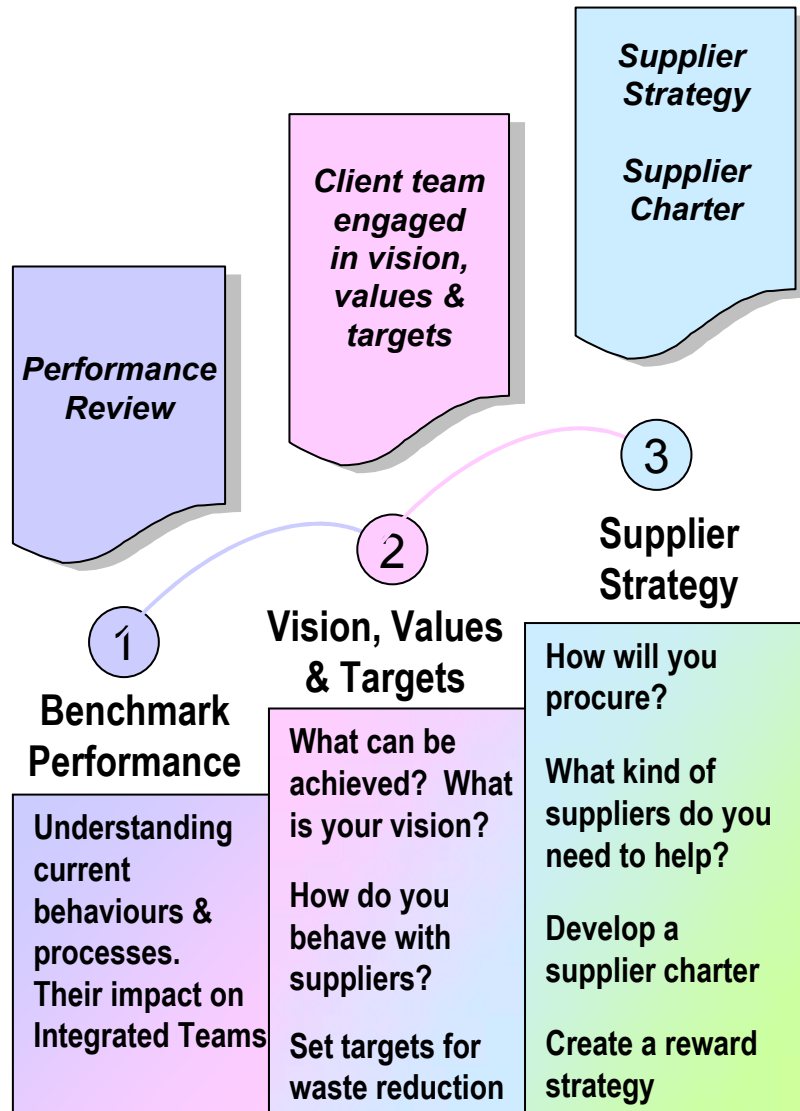 Performance
Review
1
Benchmark
Performance
Understanding
current
behaviours &
processes.
Their impact on
Integrated Teams
Client team
engaged
in vision,
values &
targets
2
Vision, Values
& Targets
What can be
achieved? What
is your vision?
How do you
behave with
suppliers?
Set targets for
waste reduction
Supplier
Strategy
Supplier
Charter
3
Supplier
Strategy
How will you
procure?
What kind of
suppliers do you
need to help?
Develop a
supplier charter
Create a reward
strategy